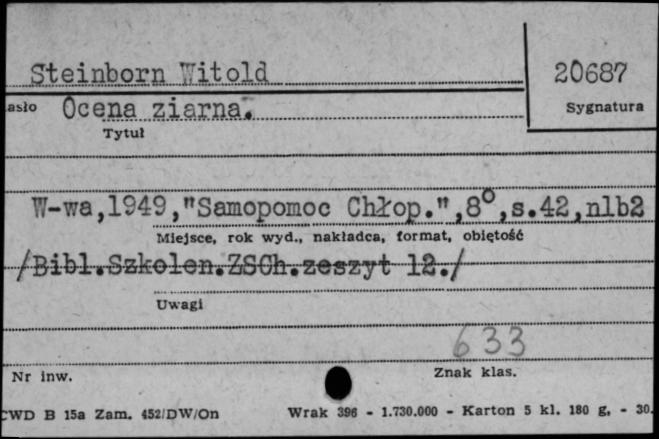 Steinborn Witold 20687
asło Ocena ziarna. Sygnatura
Tytuł
W-wa,1949,"Samopomoc Chłop.",8°,s.42,nlb2
Miejsce, rok wyd., nakładca, format, objętość
/Bibl.Szkolen.ZSCh.zeszyt 12./
Uwagi
633
Nr inw. Znak klas.
CWD B 15a Zam. 452/DW/On Wrak 396 - 1.730.000 - Karton 5 kl. 180 g. - 30.